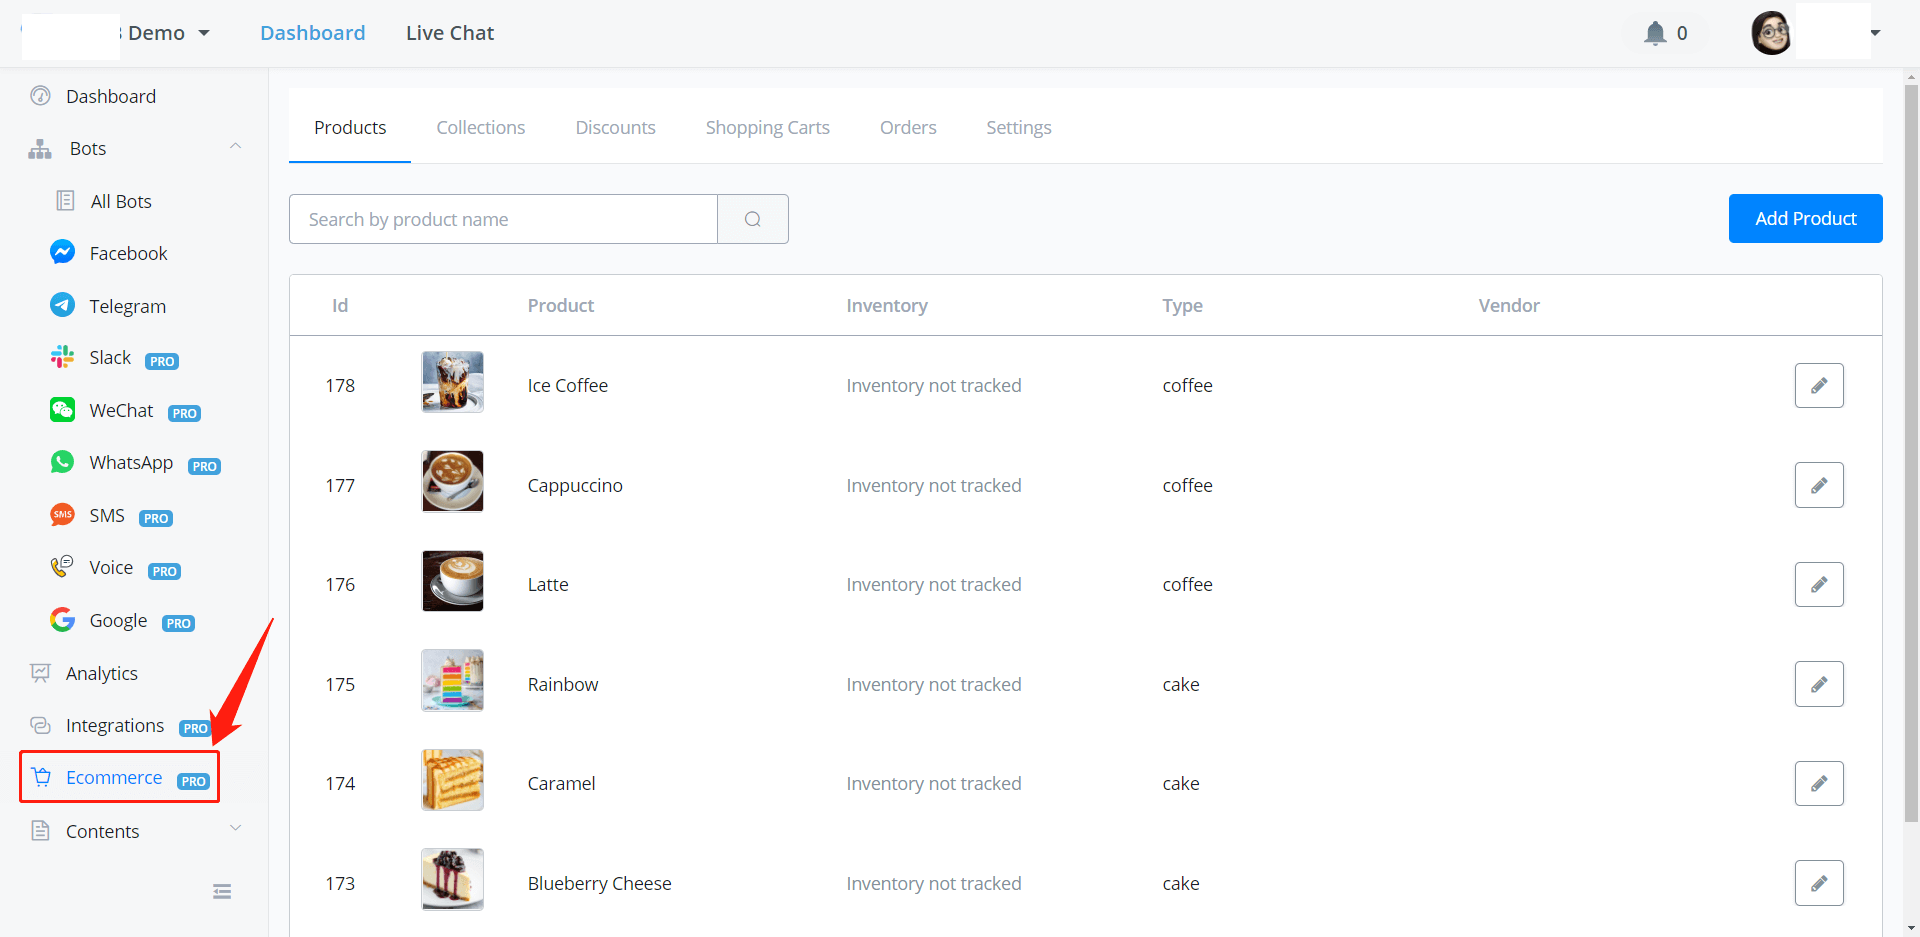 Demo
Dashboard
Live Chat
0
Dashboard
Bots
All Bots
Facebook
Telegram
Slack PRO
WeChat PRO
WhatsApp PRO
SMS SMS PRO
Voice PRO
Google PRO
Analytics
Integrations PRO
Ecommerce PRO
Contents
Products Collections Discounts Shopping Carts Orders Settings
Search by product name
Add Product
Id Product Inventory Type Vendor
178 Ice Coffee Inventory not tracked coffee
177 Cappuccino Inventory not tracked coffee
176 Latte Inventory not tracked coffee
175 Rainbow Inventory not tracked cake
174 Caramel Inventory not tracked cake
173 Blueberry Cheese Inventory not tracked cake